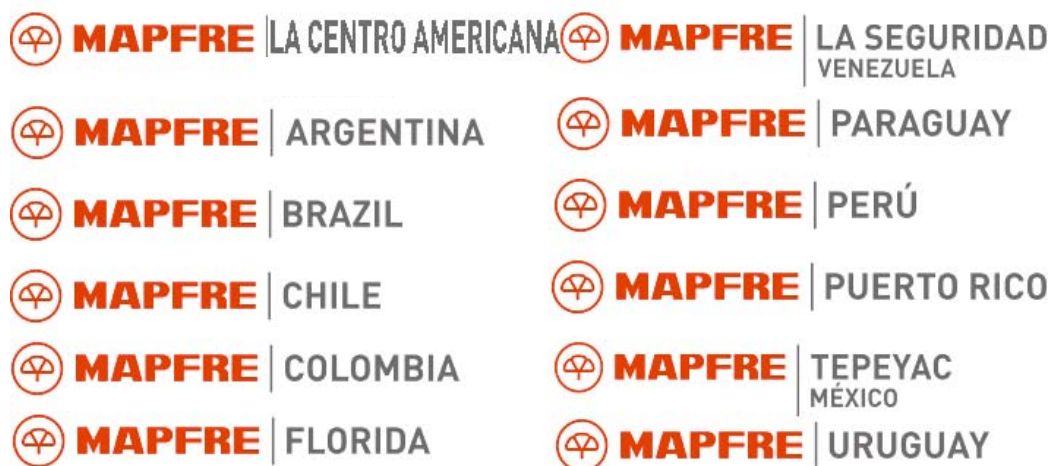 MAPFRE LA CENTRO AMERICANA
MAPFRE ARGENTINA
MAPFRE BRAZIL
MAPFRE CHILE
MAPFRE COLOMBIA
MAPFRE FLORIDA
MAPFRE LA SEGURIDAD
VENEZUELA
MAPFRE PARAGUAY
MAPFRE PERÚ
MAPFRE PUERTO RICO
MAPFRE TEPEYAC
MÉXICO
MAPFRE URUGUAY